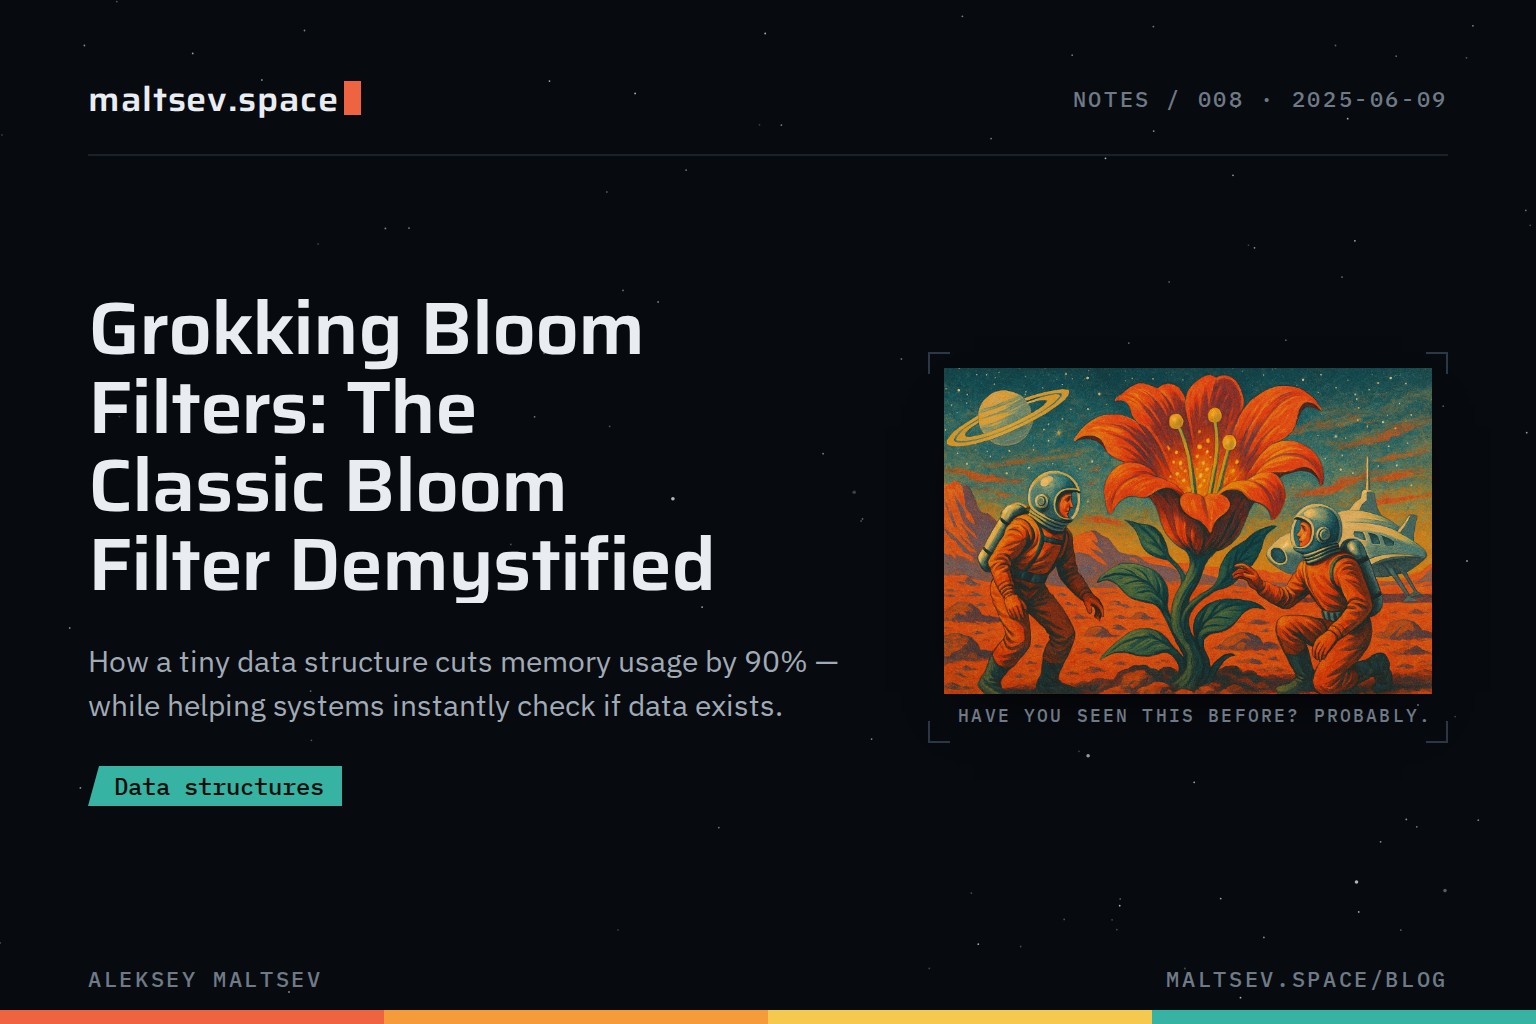 maltsev.space
NOTES / 008 · 2025-06-09
Grokking Bloom
Filters: The
Classic Bloom
Filter Demystified
How a tiny data structure cuts memory usage by 90% —
while helping systems instantly check if data exists.
Data structures
HAVE YOU SEEN THIS BEFORE? PROBABLY.
ALEKSEY MALTSEV
MALTSEV.SPACE/BLOG